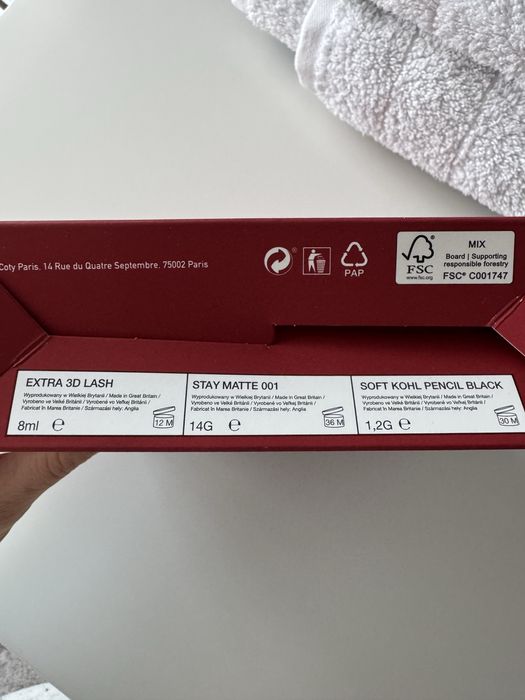 Coty Paris, 14 Rue du Quatre Septembre, 75002 Paris
PAP
FSC
www.fsc.org
MIX
Board | Supporting
responsible forestry
FSC® C001747
EXTRA 3D LASH
Wyprodukowany w Wielkiej Brytanii / Made in Great Britain /
Vyrobeno ve Velké Británii / Vyrobené vo Veľkej Británii /
Fabricat în Marea Britanie / Származási hely: Anglia
8ml ℮
12 M
STAY MATTE 001
Wyprodukowany w Wielkiej Brytanii / Made in Great Britain /
Vyrobeno ve Velké Británii / Vyrobené vo Veľkej Británii /
Fabricat în Marea Britanie / Származási hely: Anglia
14G ℮
36 M
SOFT KOHL PENCIL BLACK
Wyprodukowany w Wielkiej Brytanii / Made in Great Britain /
Vyrobeno ve Velké Británii / Vyrobené vo Veľkej Británii /
Fabricat în Marea Britanie / Származási hely: Anglia
1,2G ℮
30 M